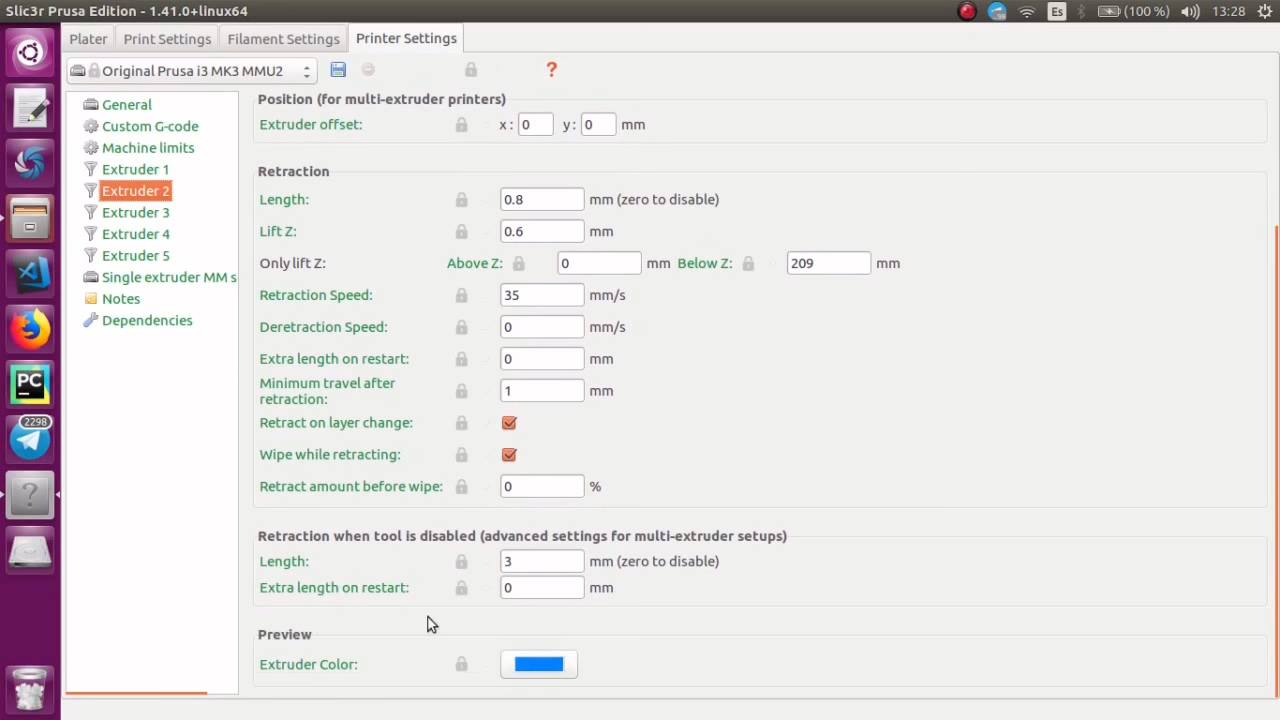 Slic3r Prusa Edition - 1.41.0+linux64
Es (100 %) 13:28
Plater Print Settings Filament Settings Printer Settings
Original Prusa i3 MK3 MMU2 ?
General
Custom G-code
Machine limits
Extruder 1
Extruder 2
Extruder 3
Extruder 4
Extruder 5
Single extruder MM s
Notes
Dependencies
PC
2298
?
Position (for multi-extruder printers)
Extruder offset: x: 0 y: 0 mm
Retraction
Length: 0.8 mm (zero to disable)
Lift Z: 0.6 mm
Only lift Z: Above Z: 0 mm Below Z: 209 mm
Retraction Speed: 35 mm/s
Deretraction Speed: 0 mm/s
Extra length on restart: 0 mm
Minimum travel after
retraction: 1 mm
Retract on layer change:
Wipe while retracting:
Retract amount before wipe: 0 %
Retraction when tool is disabled (advanced settings for multi-extruder setups)
Length: 3 mm (zero to disable)
Extra length on restart: 0 mm
Preview
Extruder Color: